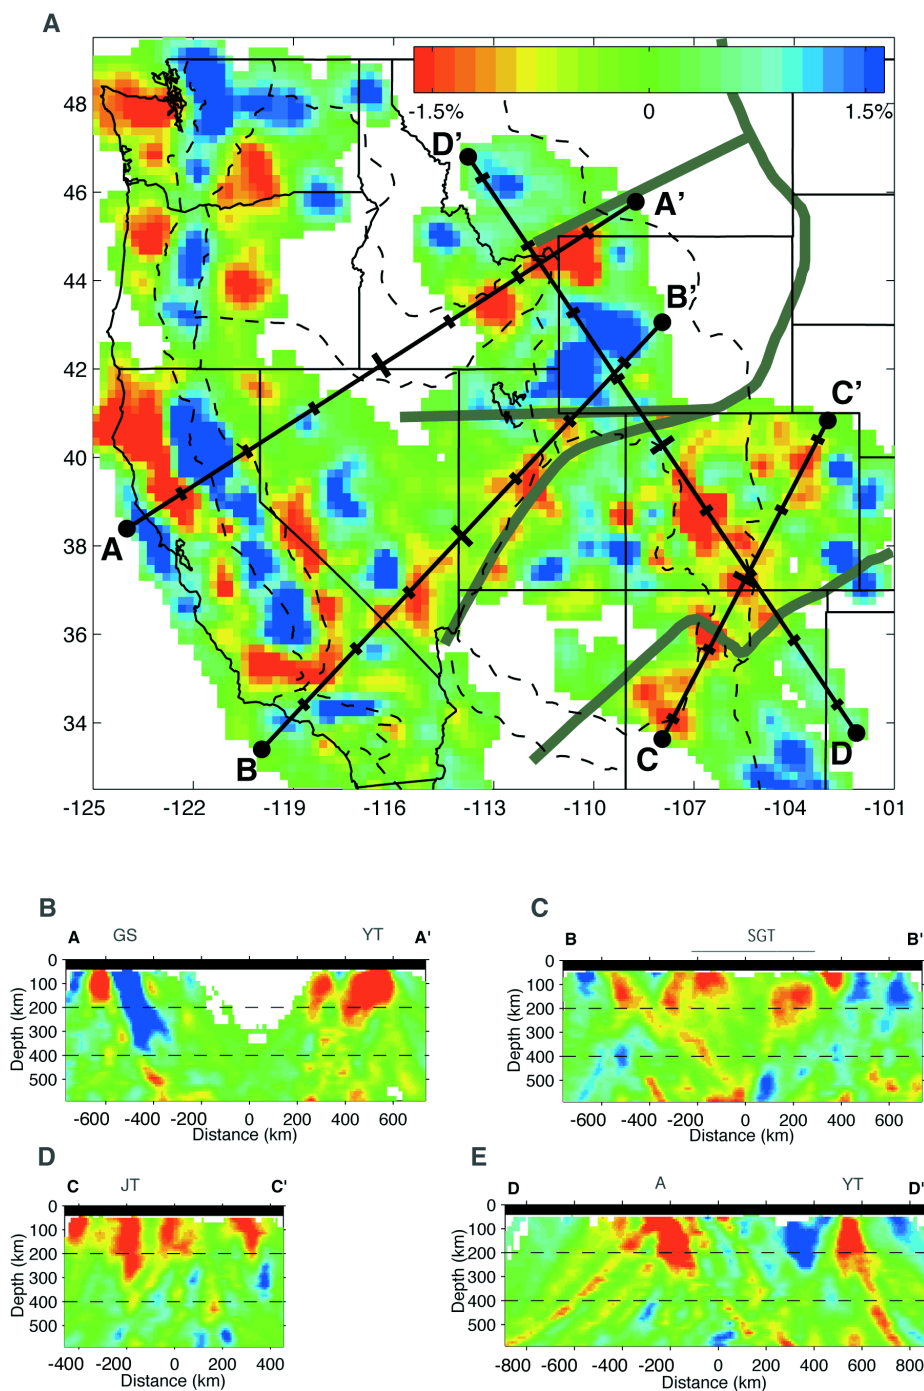 A
-1.5% 0 1.5%
48
46
44
42
40
38
36
34
D'
A'
B'
C'
A
B
C
D
-125 -122 -119 -116 -113 -110 -107 -104 -101
B
A GS YT A'
0
100
200
300
400
500
Depth (km)
-600 -400 -200 0 200 400 600
Distance (km)
C
B SGT B'
0
100
200
300
400
500
Depth (km)
-600 -400 -200 0 200 400 600
Distance (km)
D
C JT C'
0
100
200
300
400
500
Depth (km)
-400 -200 0 200 400
Distance (km)
E
D A YT D'
0
100
200
300
400
500
Depth (km)
-800 -600 -400 -200 0 200 400 600 800
Distance (km)